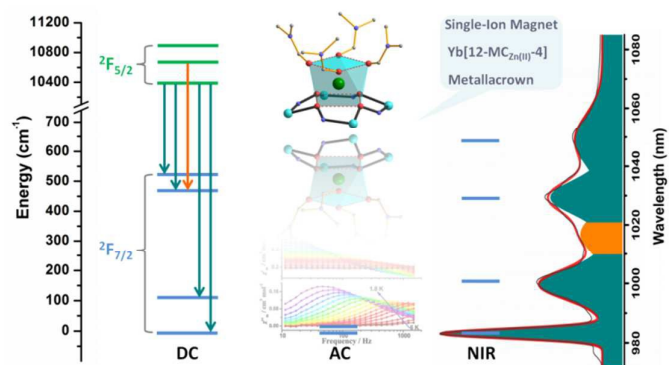 11200
10800
10400
700
600
500
400
300
200
100
0
Energy (cm⁻¹)
²F₅/₂
²F₇/₂
DC
Single-Ion Magnet
Yb[12-MC_Zn(II)-4]
Metallacrown
Frequency / Hz
AC
NIR
1080
1060
1040
1020
1000
980
Wavelength (nm)